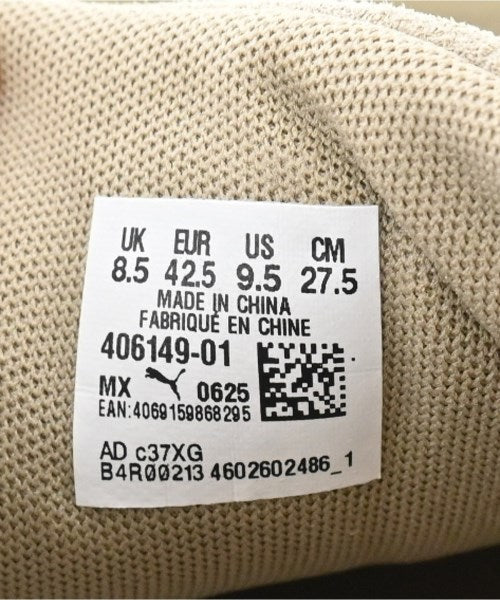 UK EUR US CM
8.5 42.5 9.5 27.5
MADE IN CHINA
FABRIQUÉ EN CHINE
406149-01
MX 0625
EAN:4069159868295
AD c37XG
B4R00213 4602602486_1